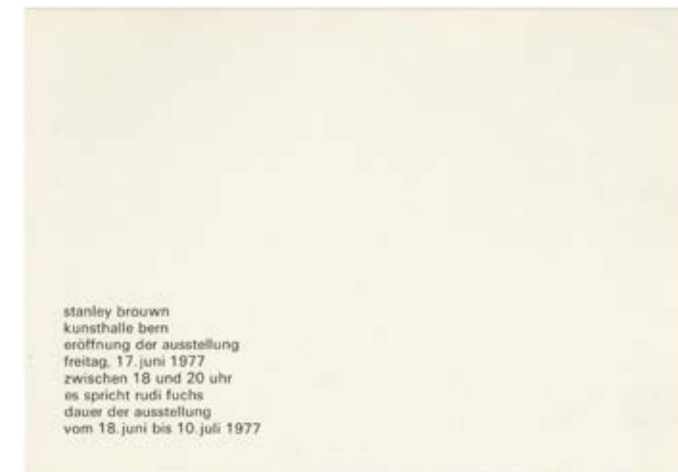 stanley brouwn
kunsthalle bern
eröffnung der ausstellung
freitag, 17. juni 1977
zwischen 18 und 20 uhr
es spricht rudi fuchs
dauer der ausstellung
vom 18. juni bis 10. juli 1977